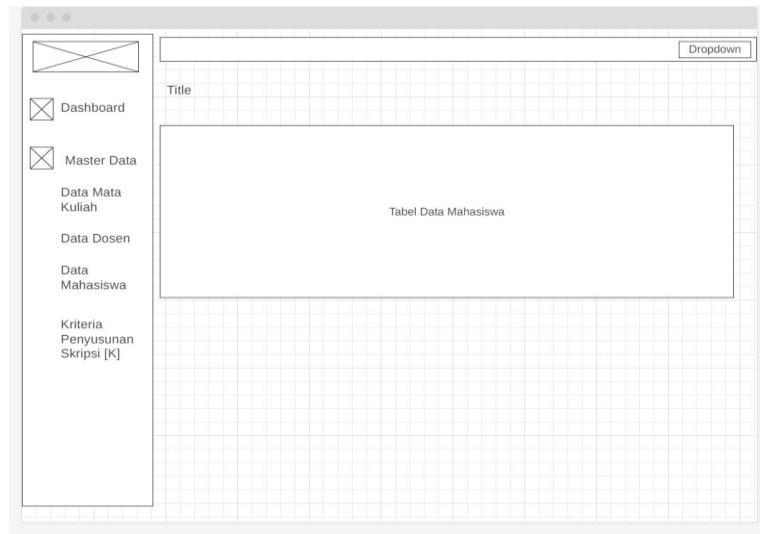 Dropdown
Title
Dashboard
Master Data
Data Mata
Kuliah
Data Dosen
Data
Mahasiswa
Kriteria
Penyusunan
Skripsi [K]
Tabel Data Mahasiswa